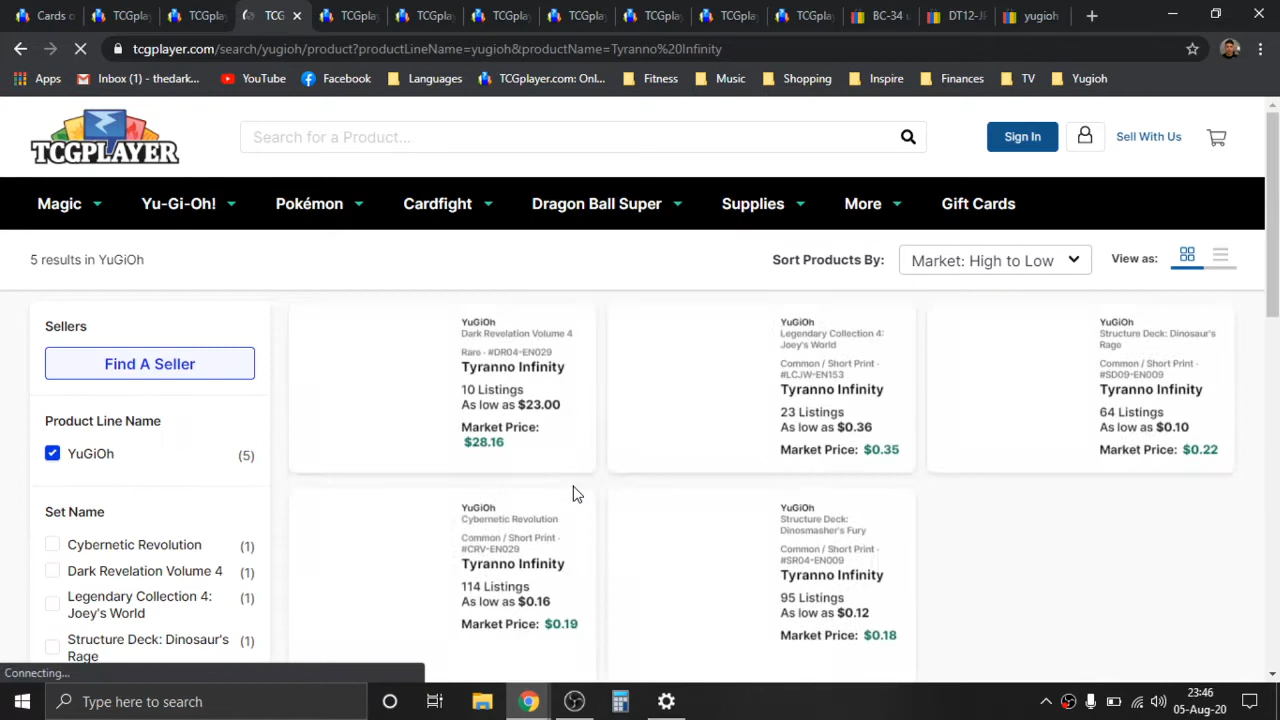 Cards o
TCGPlay
TCGPlay
TCG
TCGPlay
TCGPlay
TCGPlay
TCGPlay
TCGPlay
TCGPlay
TCGPlay
BC-34 u
DT12-JP
yugioh
tcgplayer.com/search/yugioh/product?productLineName=yugioh&productName=Tyranno%20Infinity
Apps
Inbox (1) - thedark...
YouTube
Facebook
Languages
TCGplayer.com: Onl...
Fitness
Music
Shopping
Inspire
Finances
TV
Yugioh
TCGPLAYER
Search for a Product...
Sign In
Sell With Us
Magic
Yu-Gi-Oh!
Pokémon
Cardfight
Dragon Ball Super
Supplies
More
Gift Cards
5 results in YuGiOh
Sort Products By:
Market: High to Low
View as:
Sellers
Find A Seller
Product Line Name
YuGiOh (5)
Set Name
Cybernetic Revolution (1)
Dark Revelation Volume 4 (1)
Legendary Collection 4: (1)
Joey's World
Structure Deck: Dinosaur's (1)
Rage
YuGiOh
Dark Revelation Volume 4
Rare · #DR04-EN029
Tyranno Infinity
10 Listings
As low as $23.00
Market Price:
$28.16
YuGiOh
Legendary Collection 4:
Joey's World
Common / Short Print ·
#LCJW-EN153
Tyranno Infinity
23 Listings
As low as $0.36
Market Price: $0.35
YuGiOh
Structure Deck: Dinosaur's
Rage
Common / Short Print ·
#SD09-EN009
Tyranno Infinity
64 Listings
As low as $0.10
Market Price: $0.22
YuGiOh
Cybernetic Revolution
Common / Short Print ·
#CRV-EN029
Tyranno Infinity
114 Listings
As low as $0.16
Market Price: $0.19
YuGiOh
Structure Deck:
Dinosmasher's Fury
Common / Short Print ·
#SR04-EN009
Tyranno Infinity
95 Listings
As low as $0.12
Market Price: $0.18
Connecting...
Type here to search
23:46
05-Aug-20